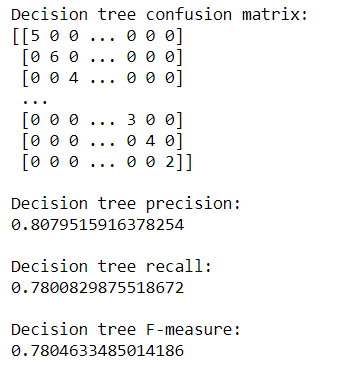 Decision tree confusion matrix:
[[5 0 0 ... 0 0 0]
 [0 6 0 ... 0 0 0]
 [0 0 4 ... 0 0 0]
 ...
 [0 0 0 ... 3 0 0]
 [0 0 0 ... 0 4 0]
 [0 0 0 ... 0 0 2]]
Decision tree precision:
0.8079515916378254
Decision tree recall:
0.7800829875518672
Decision tree F-measure:
0.7804633485014186